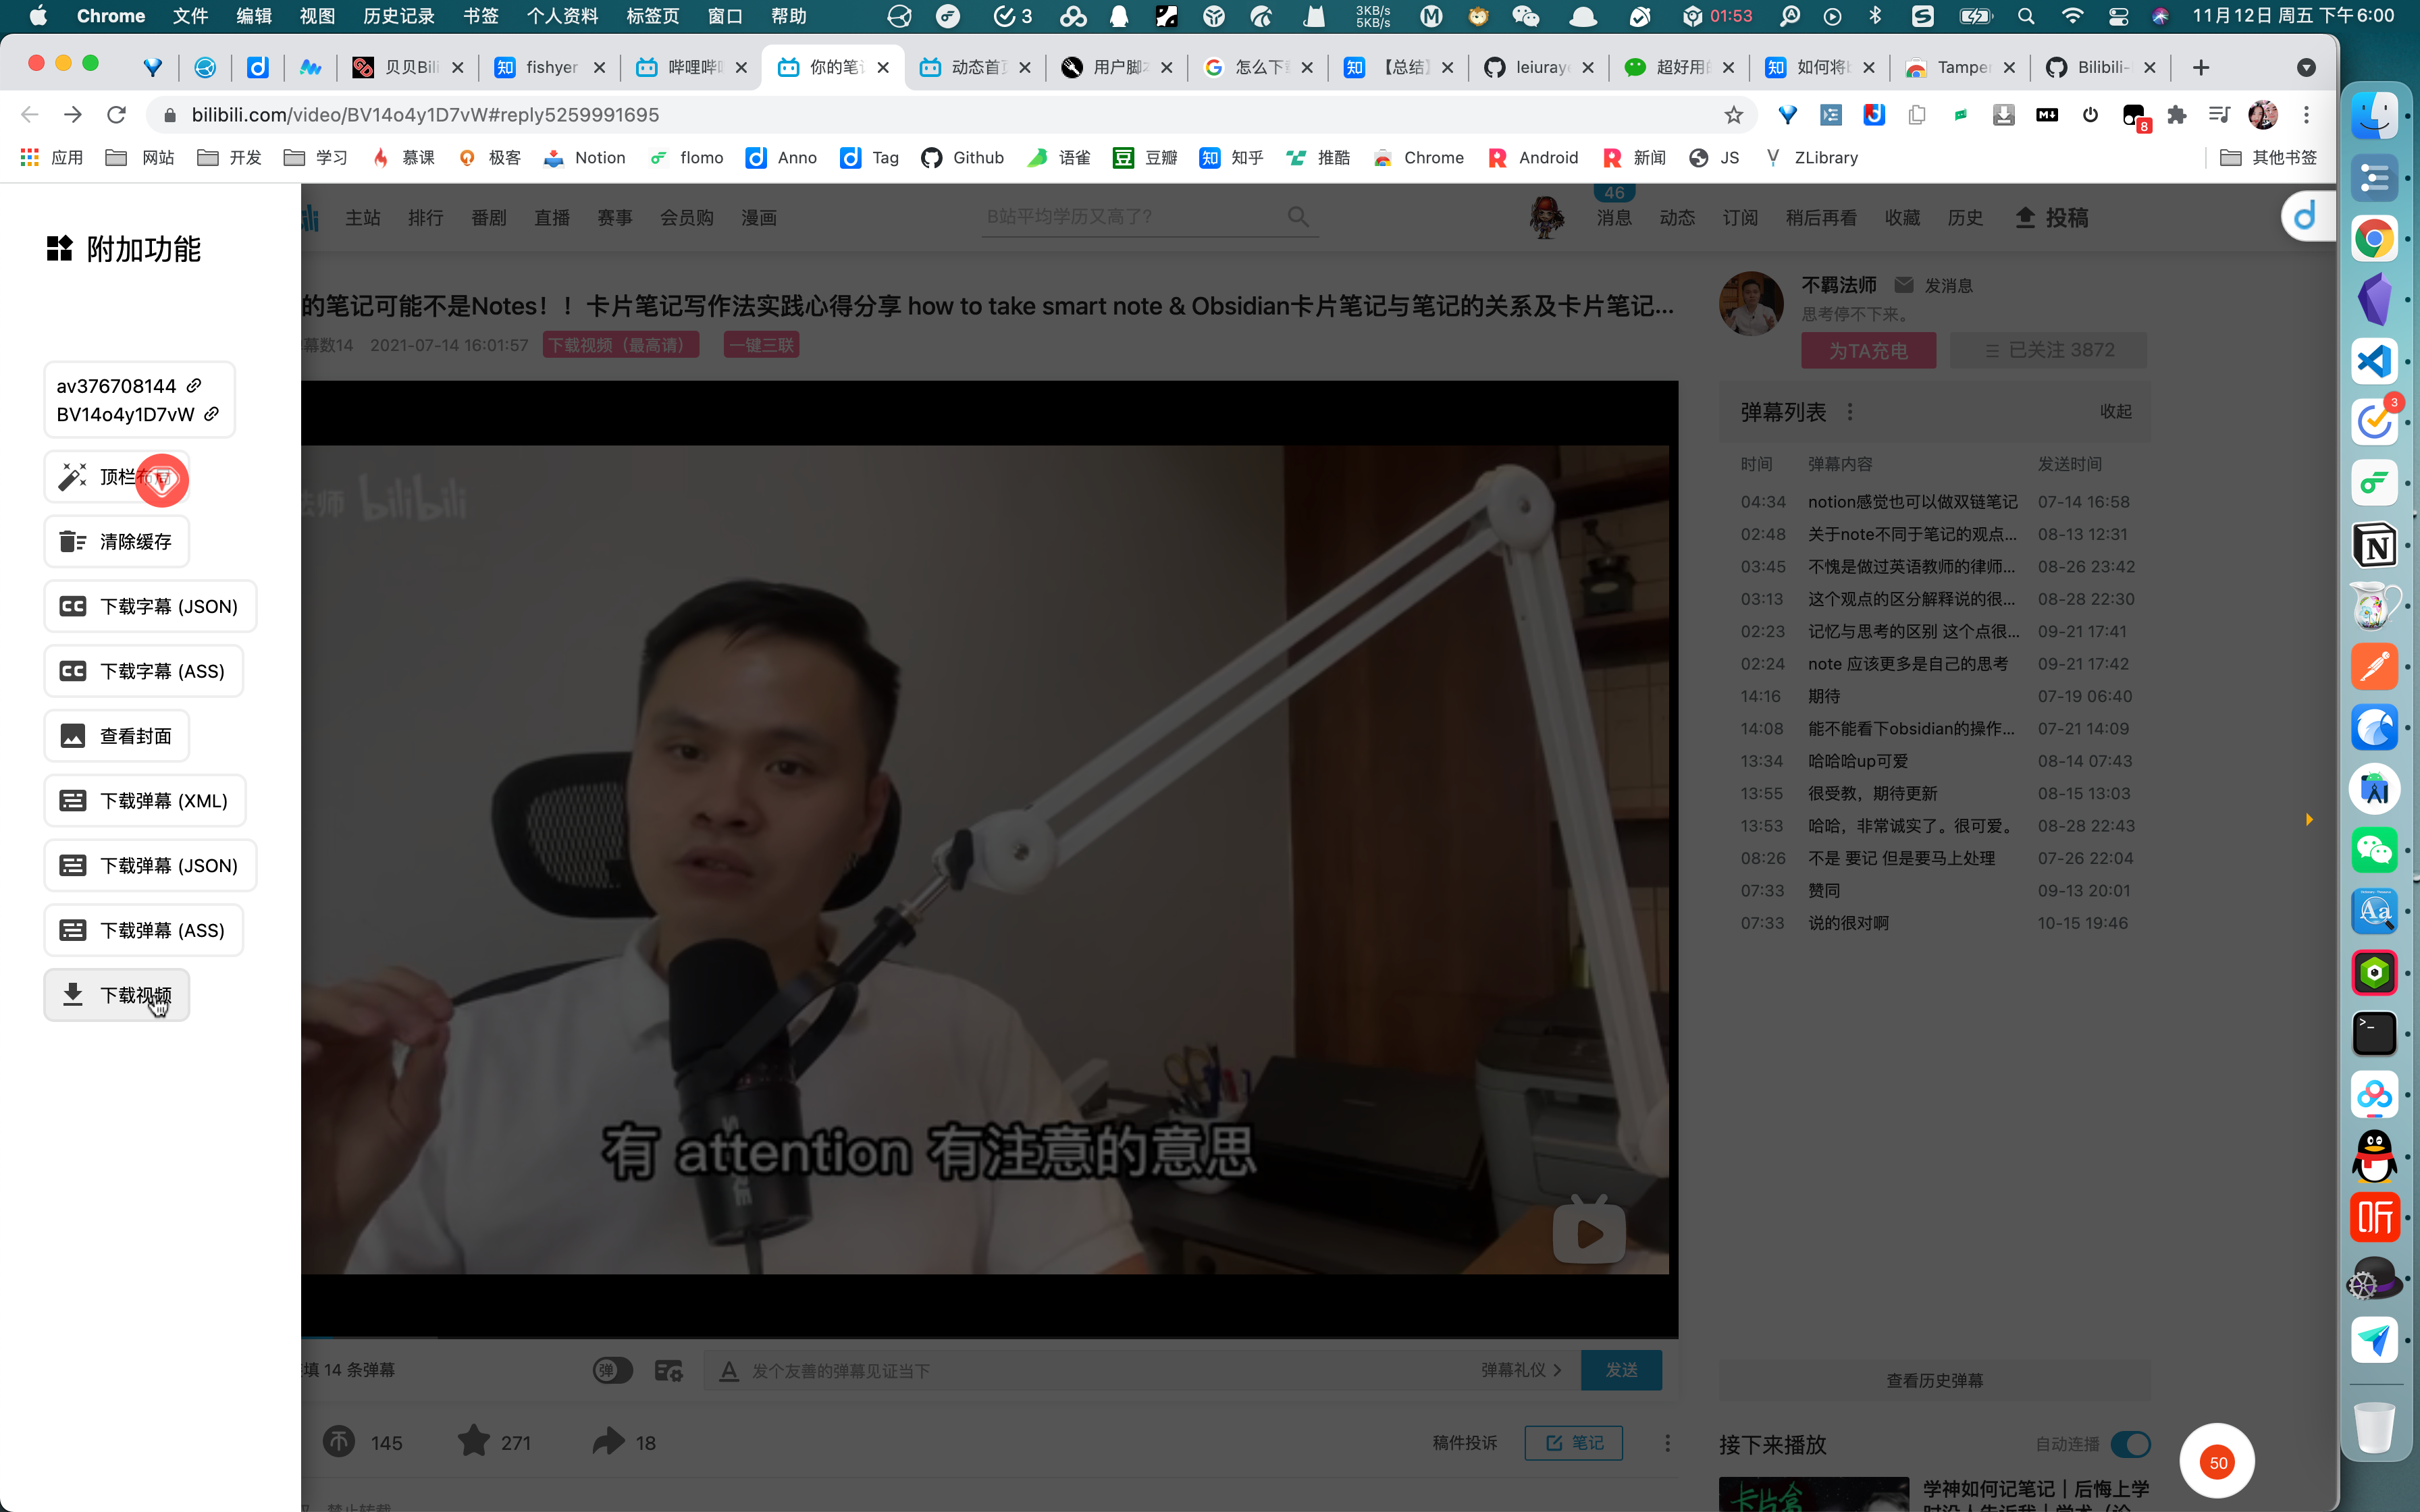 Chrome 文件 编辑 视图 历史记录 书签 个人资料 标签页 窗口 帮助
3
3KB/s
5KB/s
01:53
11月12日 周五 下午6:00
贝贝Bili
fishyer
哔哩哔哩
你的笔记
动态首页
用户脚本
怎么下载
【总结】
leiuraye
超好用的
如何将b
Tamper
Bilibili-
bilibili.com/video/BV14o4y1D7vW#reply5259991695
8
应用 网站 开发 学习 慕课 极客 Notion flomo Anno Tag Github 语雀 豆瓣 知乎 推酷 Chrome Android 新闻 JS ZLibrary
其他书签
附加功能
av376708144
BV14o4y1D7vW
顶栏布局
清除缓存
下载字幕 (JSON)
下载字幕 (ASS)
查看封面
下载弹幕 (XML)
下载弹幕 (JSON)
下载弹幕 (ASS)
下载视频
主站 排行 番剧 直播 赛事 会员购 漫画
B站平均学历又高了?
46
消息 动态 订阅 稍后再看 收藏 历史 投稿
的笔记可能不是Notes！！卡片笔记写作法实践心得分享 how to take smart note & Obsidian卡片笔记与笔记的关系及卡片笔记...
幕数14 2021-07-14 16:01:57 下载视频（最高清） 一键三联
不羁法师 发消息
思考停不下来。
为TA充电
已关注 3872
法师 bilibili
有 attention 有注意的意思
弹幕列表
收起
时间 弹幕内容 发送时间
04:34 notion感觉也可以做双链笔记 07-14 16:58
02:48 关于note不同于笔记的观点... 08-13 12:31
03:45 不愧是做过英语教师的律师... 08-26 23:42
03:13 这个观点的区分解释说的很... 08-28 22:30
02:23 记忆与思考的区别 这个点很... 09-21 17:41
02:24 note 应该更多是自己的思考 09-21 17:42
14:16 期待 07-19 06:40
14:08 能不能看下obsidian的操作... 07-21 14:09
13:34 哈哈哈up可爱 08-14 07:43
13:55 很受教，期待更新 08-15 13:03
13:53 哈哈，非常诚实了。很可爱。 08-28 22:43
08:26 不是 要记 但是要马上处理 07-26 22:04
07:33 赞同 09-13 20:01
07:33 说的很对啊 10-15 19:46
查看历史弹幕
填 14 条弹幕
弹
发个友善的弹幕见证当下
弹幕礼仪
发送
145
271
18
稿件投诉
笔记
接下来播放
自动连播
卡片盒
学神如何记笔记｜后悔上学
50
3